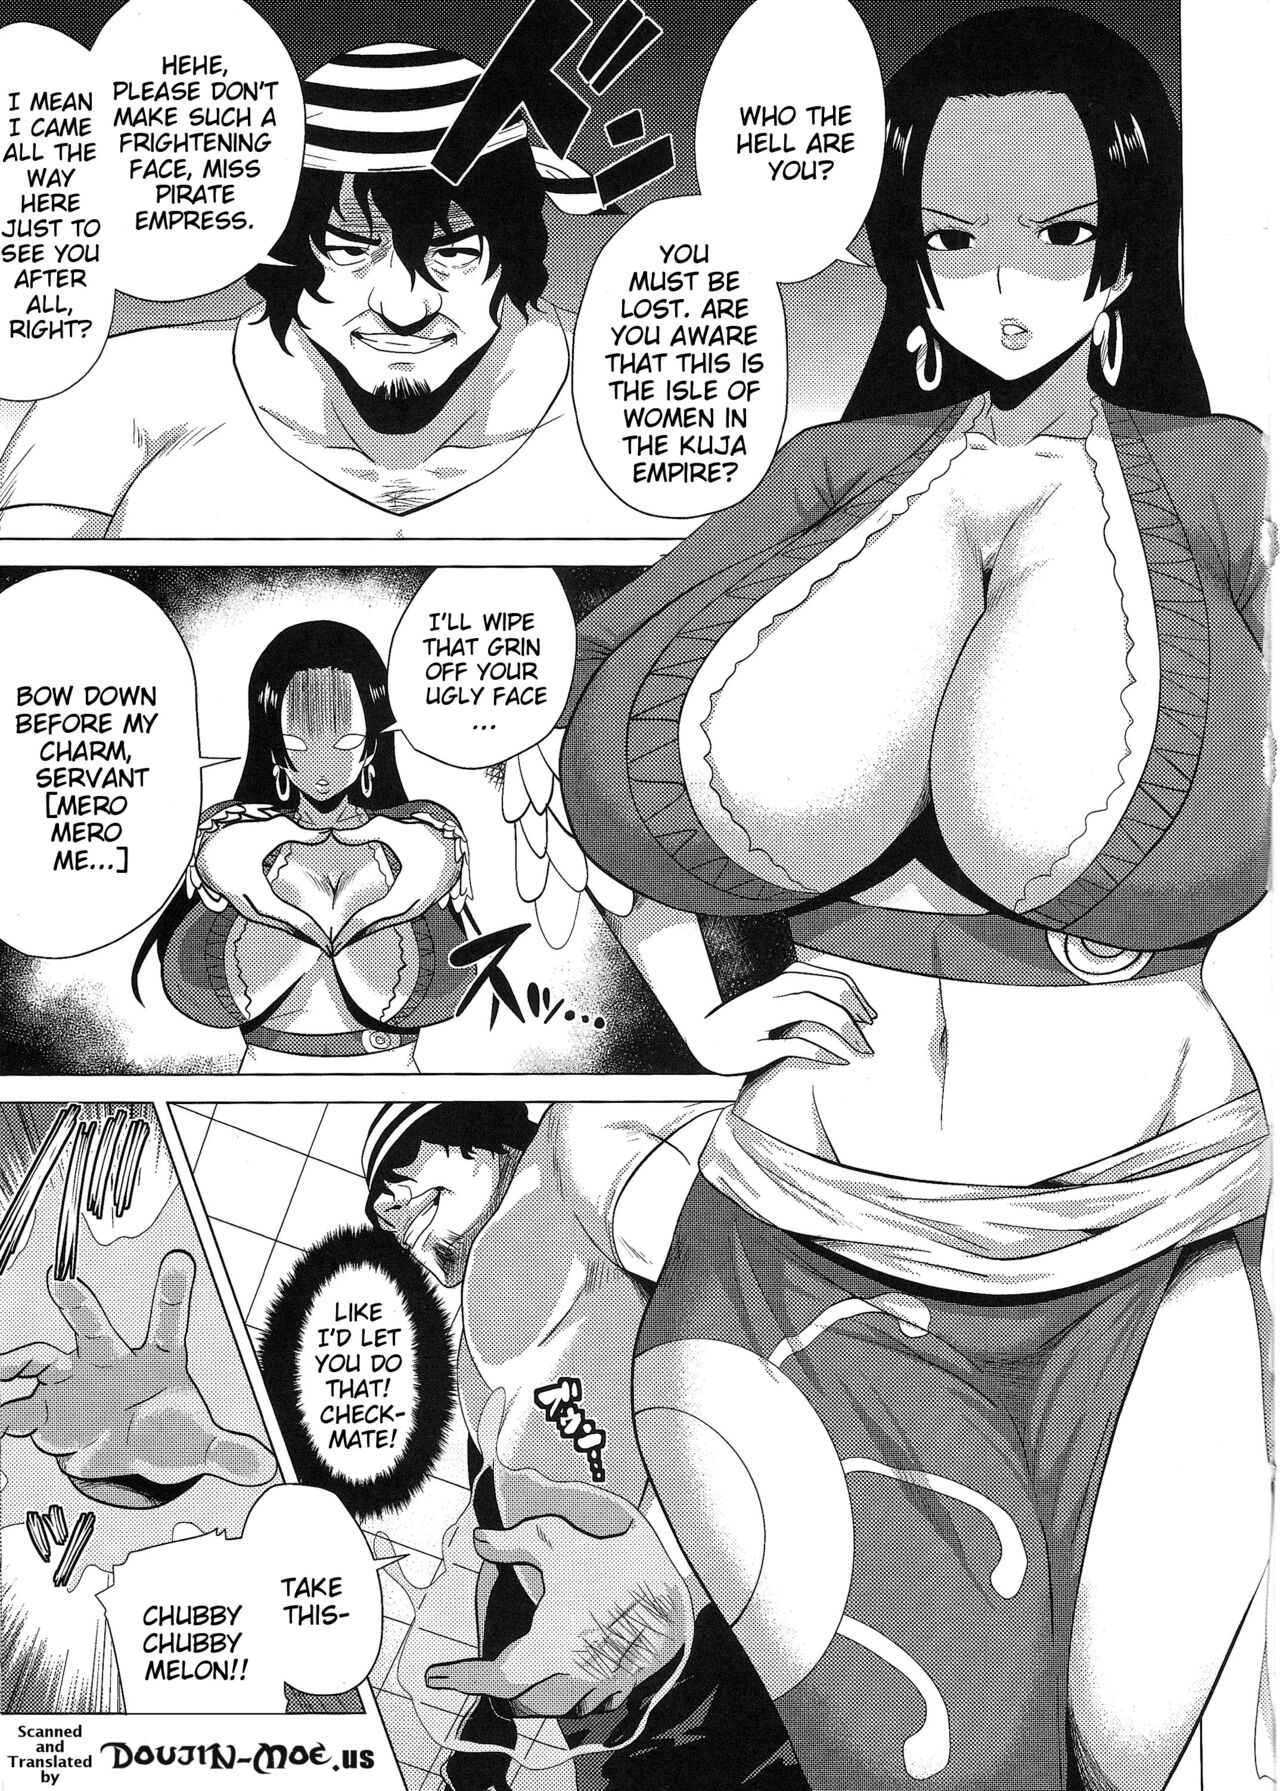 WHO THE
HELL ARE
YOU?
YOU
MUST BE
LOST. ARE
YOU AWARE
THAT THIS IS
THE ISLE OF
WOMEN IN
THE KUJA
EMPIRE?
HEHE,
PLEASE DON'T
MAKE SUCH A
FRIGHTENING
FACE, MISS
PIRATE
EMPRESS.
I MEAN
I CAME
ALL THE
WAY
HERE
JUST TO
SEE YOU
AFTER
ALL,
RIGHT?
ズン
I'LL WIPE
THAT GRIN
OFF YOUR
UGLY FACE
...
BOW DOWN
BEFORE MY
CHARM,
SERVANT
[MERO
MERO
ME...]
スッ...
LIKE
I'D LET
YOU DO
THAT!
CHECK-
MATE!
TAKE
THIS-
CHUBBY
CHUBBY
MELON!!
Scanned
and
Translated
by
DOUJIN-MOE.us